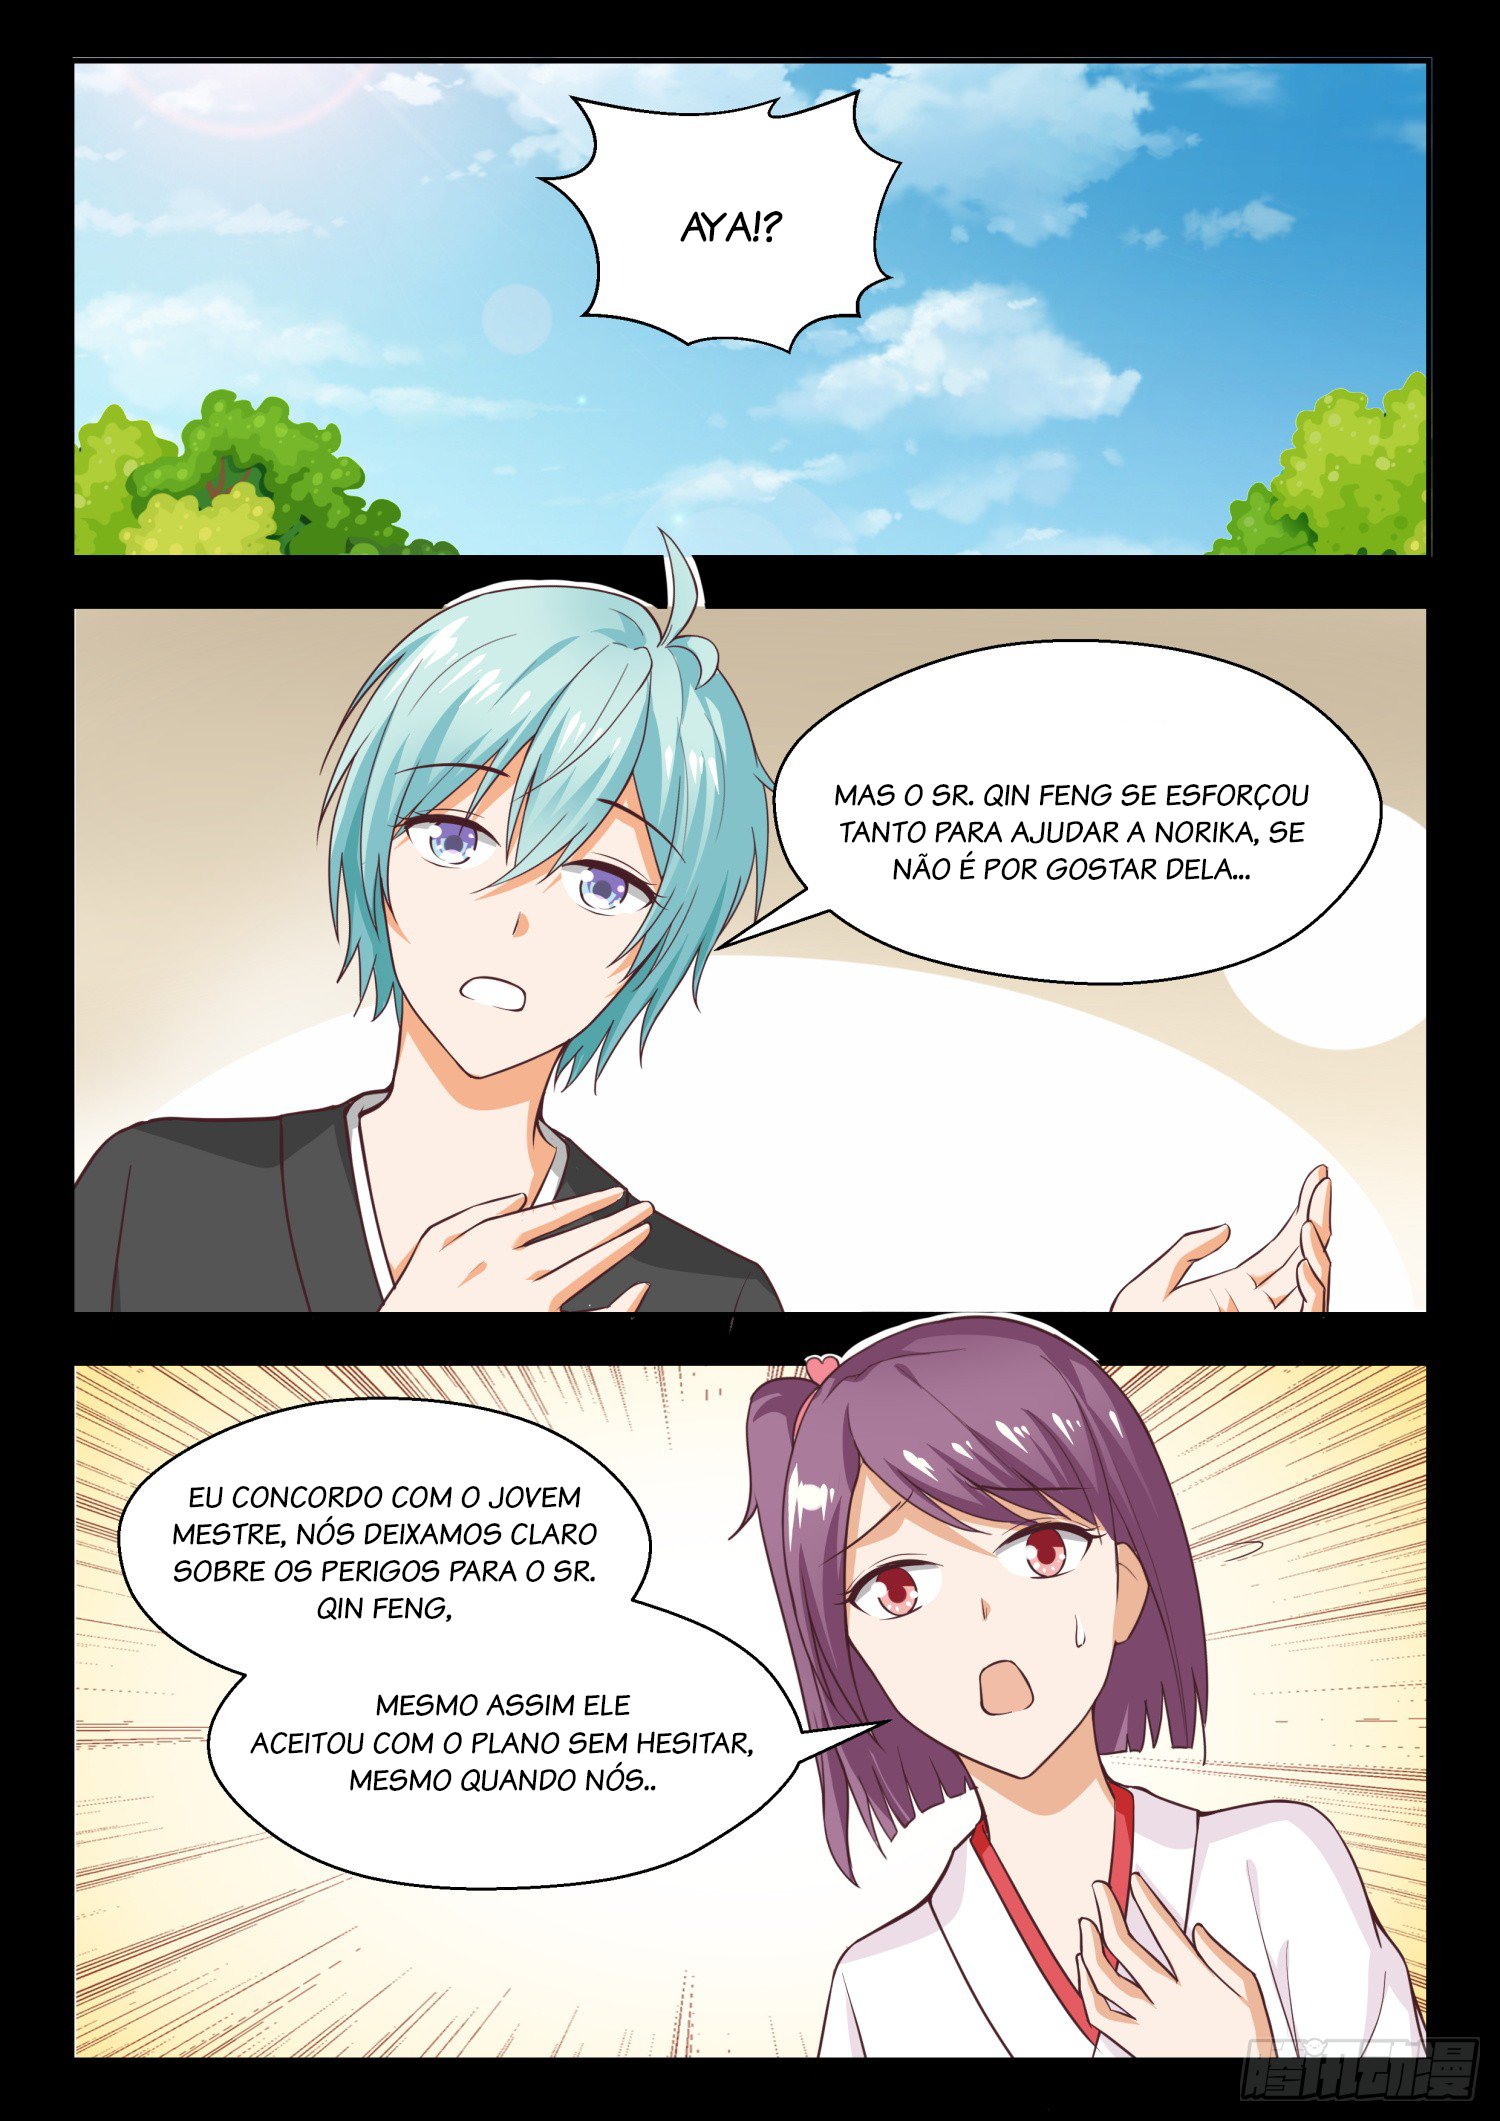 AYA!?
MAS O SR. QIN FENG SE ESFORÇOU
TANTO PARA AJUDAR A NORIKA, SE
NÃO É POR GOSTAR DELA...
EU CONCORDO COM O JOVEM
MESTRE, NÓS DEIXAMOS CLARO
SOBRE OS PERIGOS PARA O SR.
QIN FENG,
MESMO ASSIM ELE
ACEITOU COM O PLANO SEM HESITAR,
MESMO QUANDO NÓS..
腾讯动漫